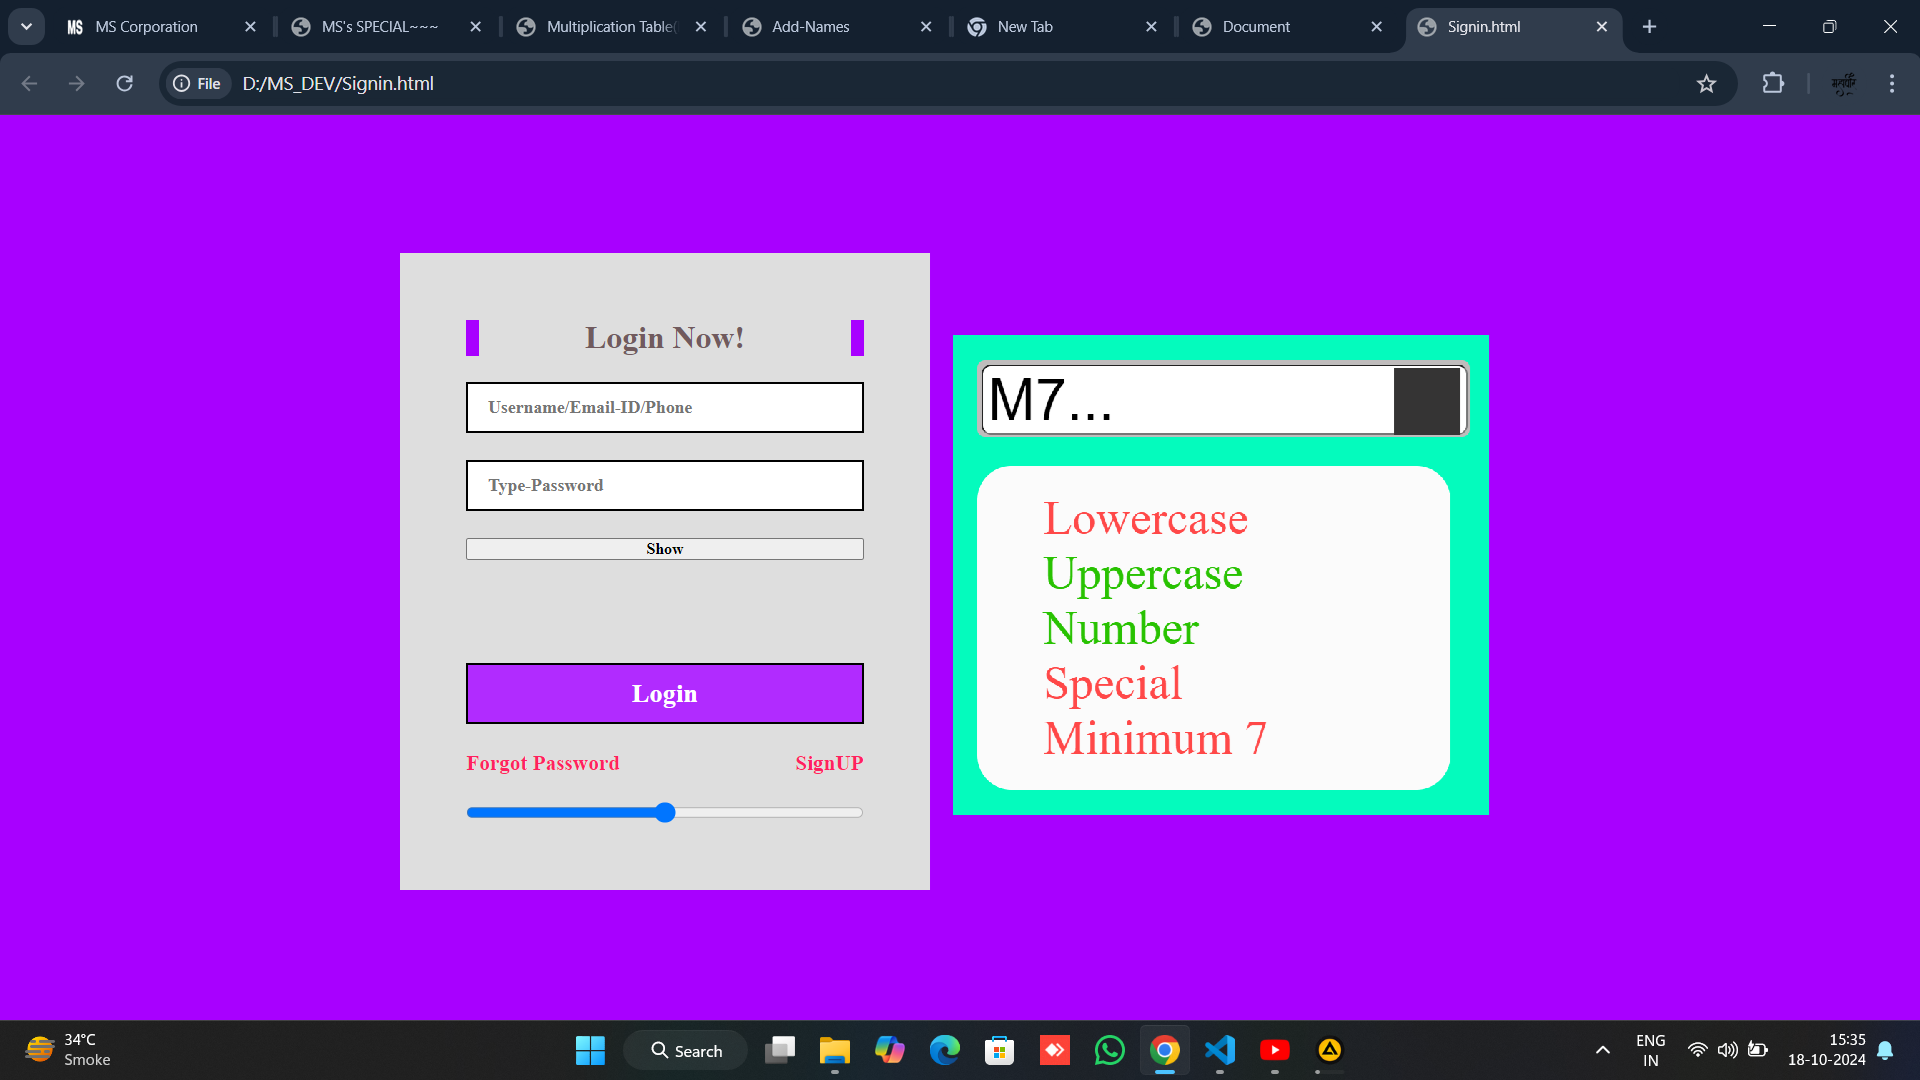 MS MS Corporation
MS's SPECIAL~~~
Multiplication Table(
Add-Names
New Tab
Document
Signin.html
File D:/MS_DEV/Signin.html
Login Now!
Username/Email-ID/Phone
Type-Password
Show
Login
Forgot Password SignUP
M7...
Lowercase
Uppercase
Number
Special
Minimum 7
34°C
Smoke
Search
ENG
IN
15:35
18-10-2024